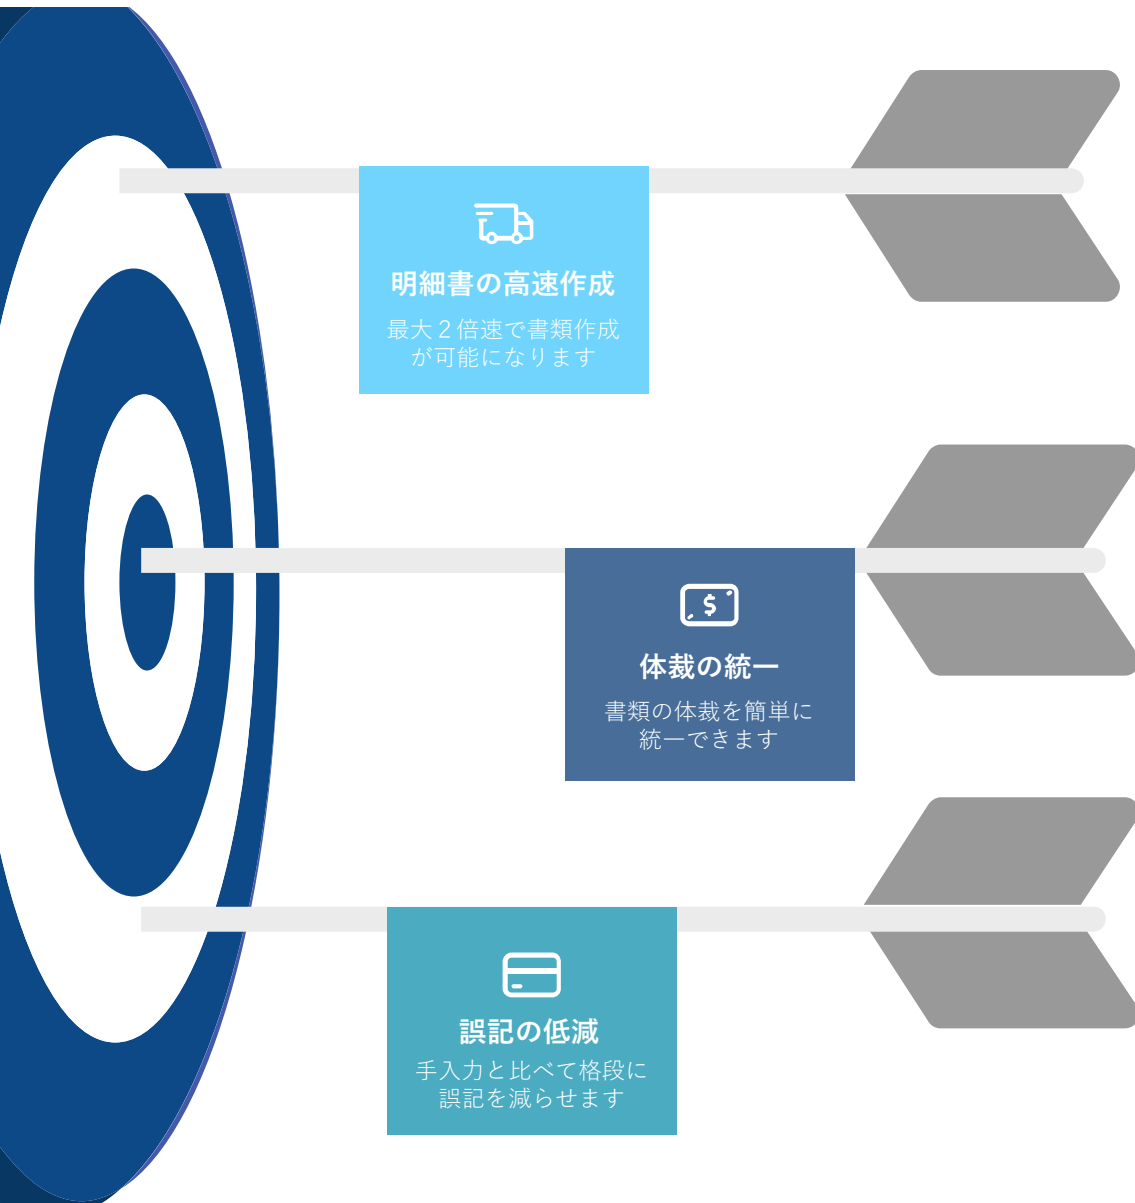 明細書の高速作成
最大２倍速で書類作成
が可能になります
$
体裁の統一
書類の体裁を簡単に
統一できます
誤記の低減
手入力と比べて格段に
誤記を減らせます